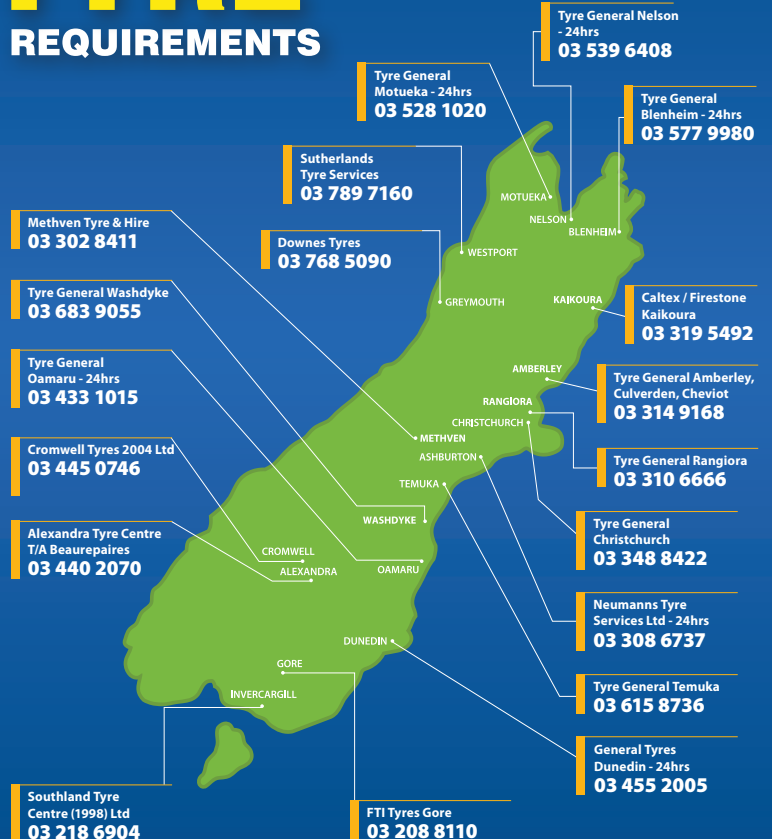 REQUIREMENTS
Tyre General Nelson
- 24hrs
03 539 6408
Tyre General
Motueka - 24hrs
03 528 1020
Tyre General
Blenheim - 24hrs
03 577 9980
Sutherlands
Tyre Services
03 789 7160
Methven Tyre & Hire
03 302 8411
Downes Tyres
03 768 5090
Tyre General Washdyke
03 683 9055
Caltex / Firestone
Kaikoura
03 319 5492
Tyre General
Oamaru - 24hrs
03 433 1015
Tyre General Amberley,
Culverden, Cheviot
03 314 9168
Cromwell Tyres 2004 Ltd
03 445 0746
Tyre General Rangiora
03 310 6666
Alexandra Tyre Centre
T/A Beaurepaires
03 440 2070
Tyre General
Christchurch
03 348 8422
Neumanns Tyre
Services Ltd - 24hrs
03 308 6737
Tyre General Temuka
03 615 8736
General Tyres
Dunedin - 24hrs
03 455 2005
Southland Tyre
Centre (1998) Ltd
03 218 6904
FTI Tyres Gore
03 208 8110
MOTUEKA
NELSON
BLENHEIM
WESTPORT
GREYMOUTH
KAIKOURA
AMBERLEY
RANGIORA
CHRISTCHURCH
METHVEN
ASHBURTON
TEMUKA
WASHDYKE
CROMWELL
ALEXANDRA
OAMARU
DUNEDIN
GORE
INVERCARGILL